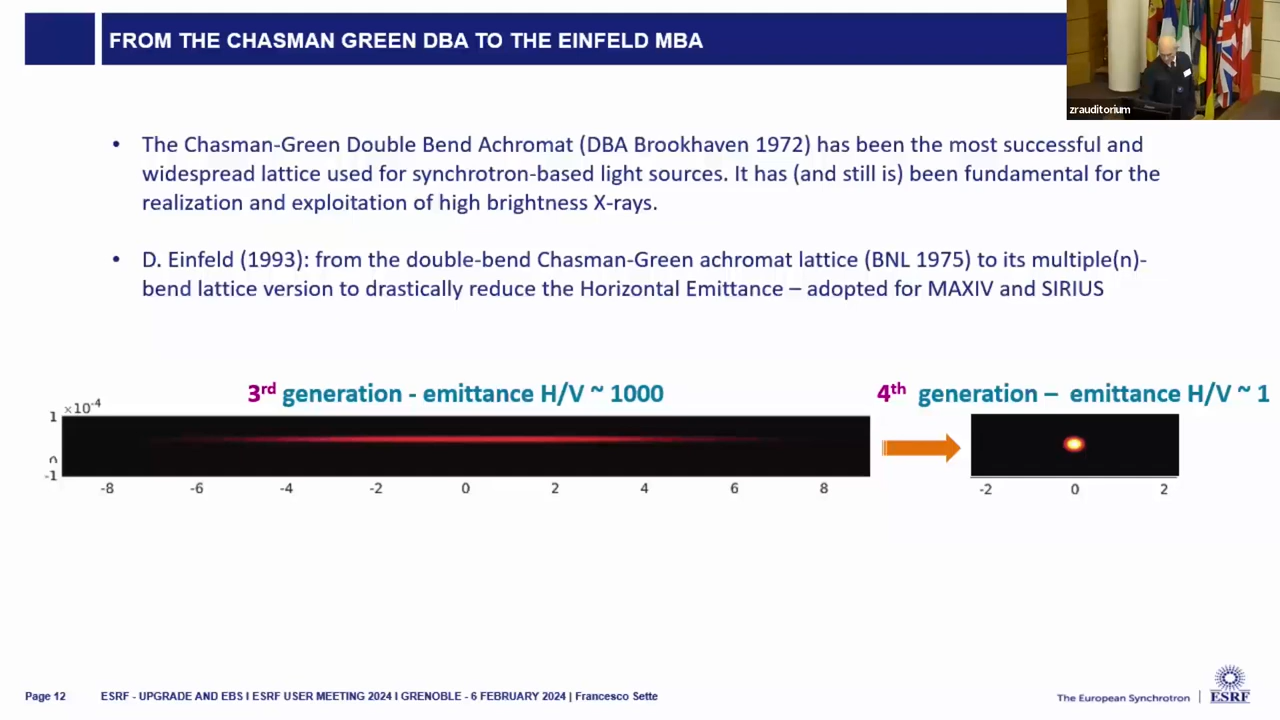 FROM THE CHASMAN GREEN DBA TO THE EINFELD MBA
zrauditorium
• The Chasman-Green Double Bend Achromat (DBA Brookhaven 1972) has been the most successful and
widespread lattice used for synchrotron-based light sources. It has (and still is) been fundamental for the
realization and exploitation of high brightness X-rays.
• D. Einfeld (1993): from the double-bend Chasman-Green achromat lattice (BNL 1975) to its multiple(n)-
bend lattice version to drastically reduce the Horizontal Emittance – adopted for MAXIV and SIRIUS
3rd generation - emittance H/V ~ 1000
4th generation – emittance H/V ~ 1
×10-4
1
0
-1
-8 -6 -4 -2 0 2 4 6 8
-2 0 2
Page 12 ESRF - UPGRADE AND EBS I ESRF USER MEETING 2024 I GRENOBLE - 6 FEBRUARY 2024 | Francesco Sette
The European Synchrotron | ESRF